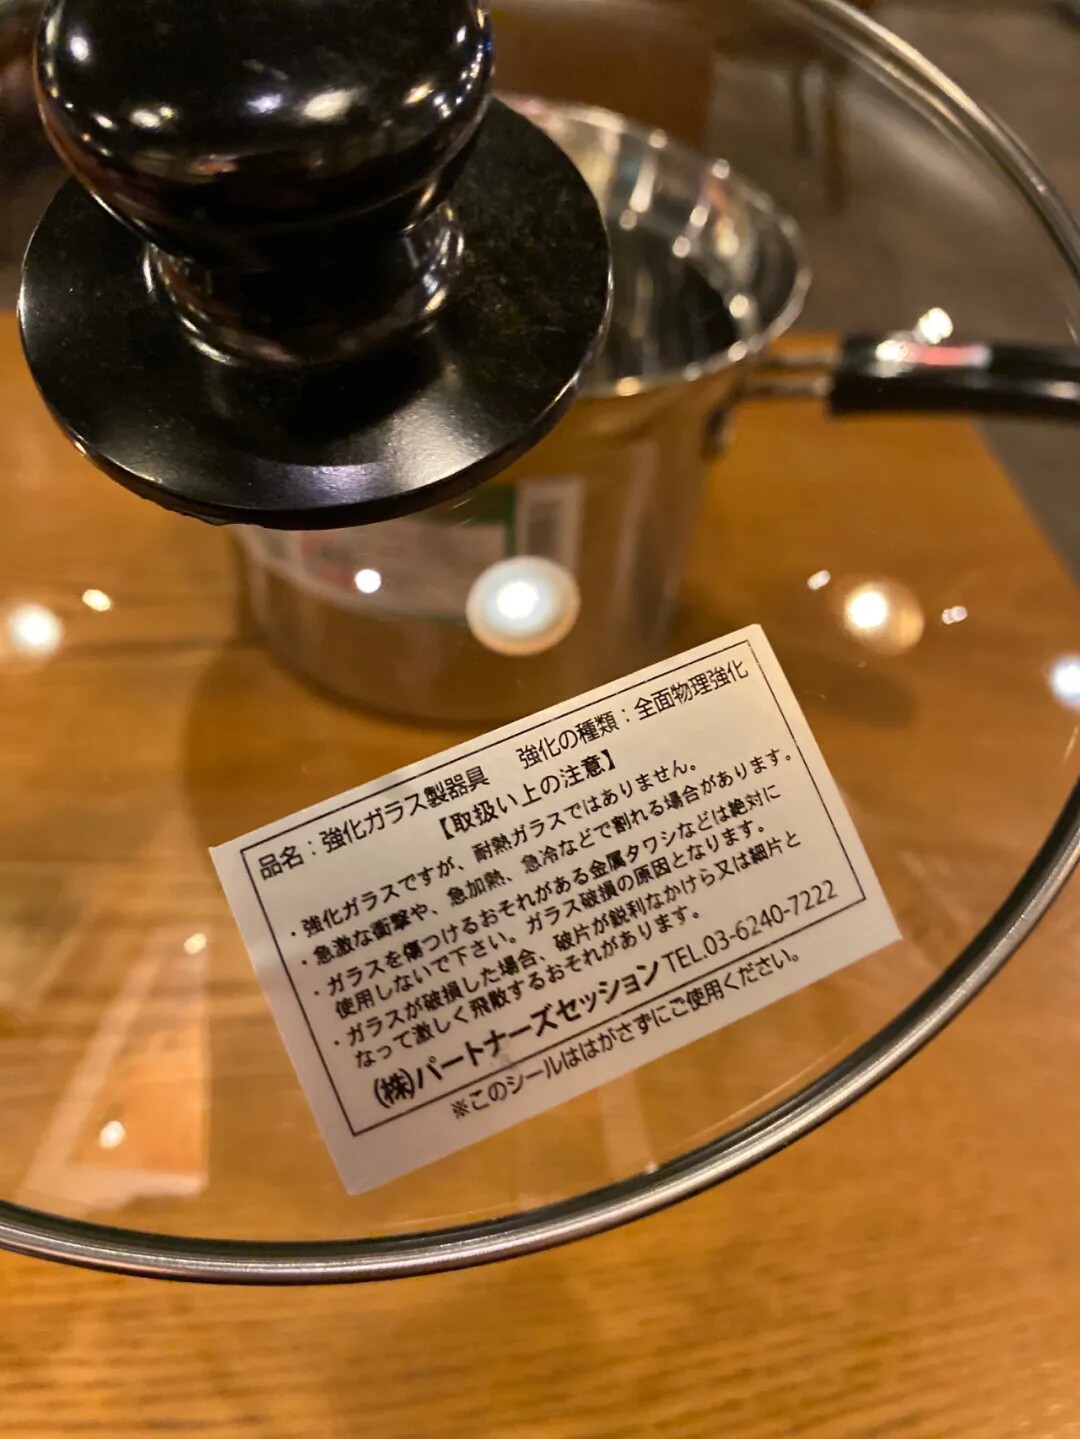 品名：強化ガラス製器具　強化の種類：全面物理強化
【取扱い上の注意】
・強化ガラスですが、耐熱ガラスではありません。
・急激な衝撃や、急加熱、急冷などで割れる場合があります。
・ガラスを傷つけるおそれがある金属タワシなどは絶対に
使用しないで下さい。ガラス破損の原因となります。
・ガラスが破損した場合、破片が鋭利なかけら又は細片と
なって激しく飛散するおそれがあります。
(株)パートナーズセッション TEL.03-6240-7222
※このシールははがさずにご使用ください。